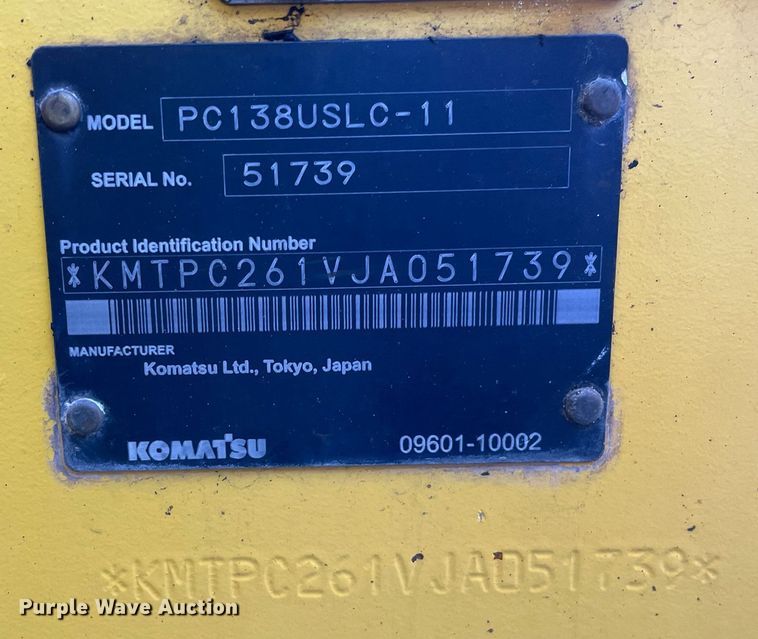 MODEL PC138USLC-11
SERIAL No. 51739
Product Identification Number
*KMTPC261VJA051739*
MANUFACTURER
Komatsu Ltd., Tokyo, Japan
KOMATSU 09601-10002
*KMTPC261VJA051739*
Purple Wave Auction